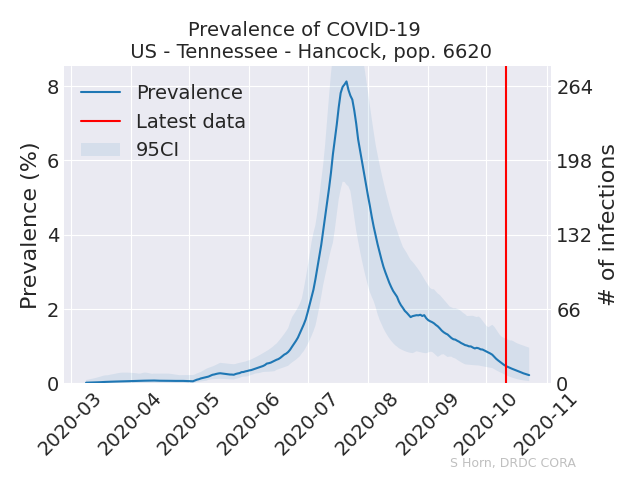 Prevalence of COVID-19
US - Tennessee - Hancock, pop. 6620
Prevalence
Latest data
95CI
Prevalence (%)
8
6
4
2
0
264
198
132
66
0
# of infections
2020-03
2020-04
2020-05
2020-06
2020-07
2020-08
2020-09
2020-10
2020-11
S Horn, DRDC CORA